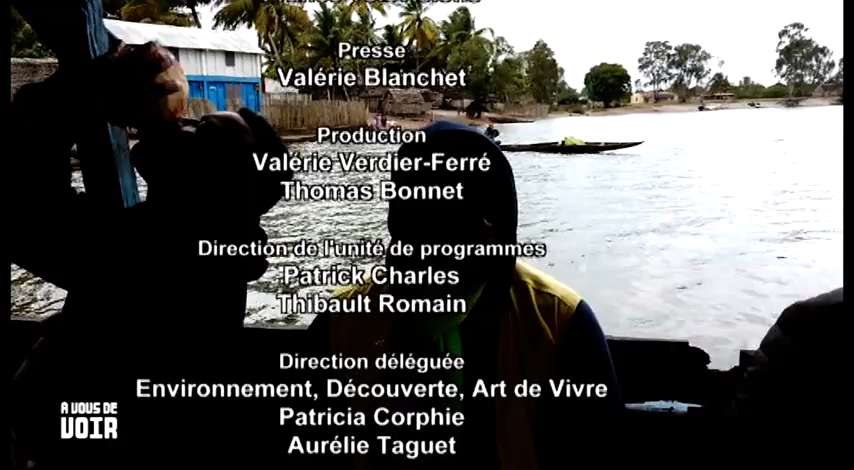 Presse
Valérie Blanchet
Production
Valérie Verdier-Ferré
Thomas Bonnet
Direction de l'unité de programmes
Patrick Charles
Thibault Romain
Direction déléguée
Environnement, Découverte, Art de Vivre
Patricia Corphie
Aurélie Taguet
A VOUS DE
VOIR